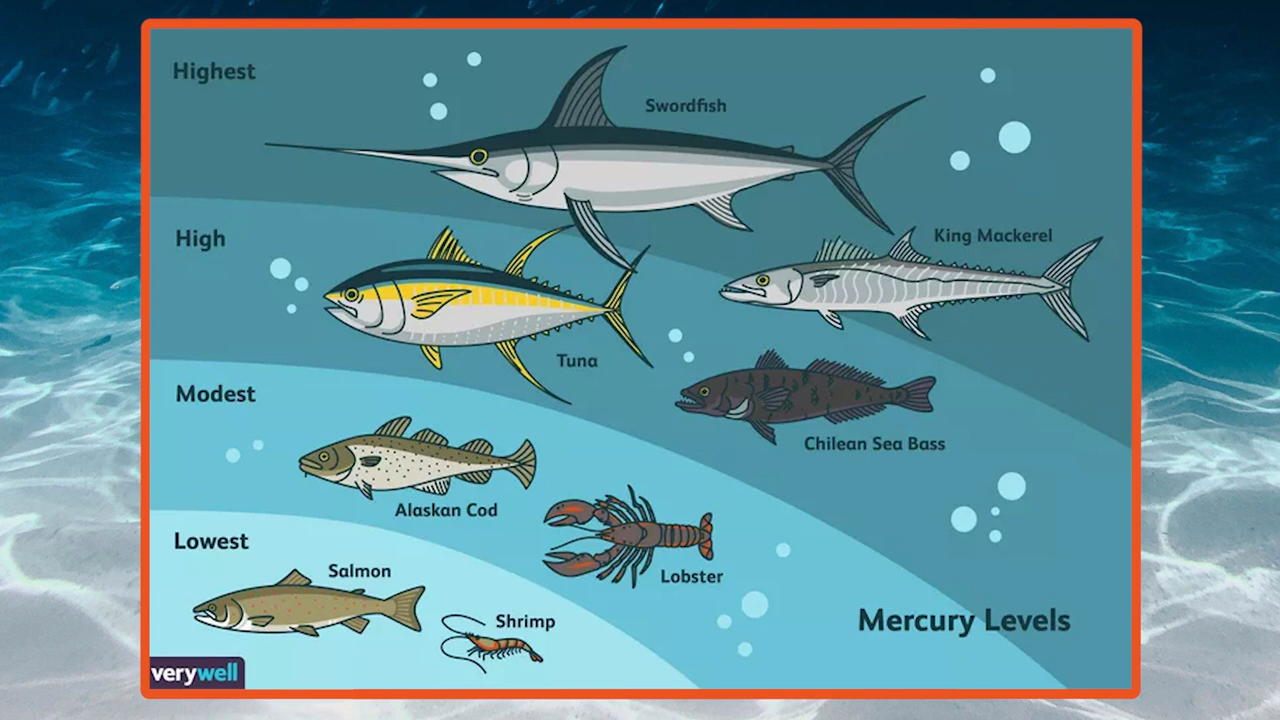 Highest
Swordfish
High
King Mackerel
Tuna
Modest
Chilean Sea Bass
Alaskan Cod
Lowest
Lobster
Salmon
Shrimp
Mercury Levels
verywell